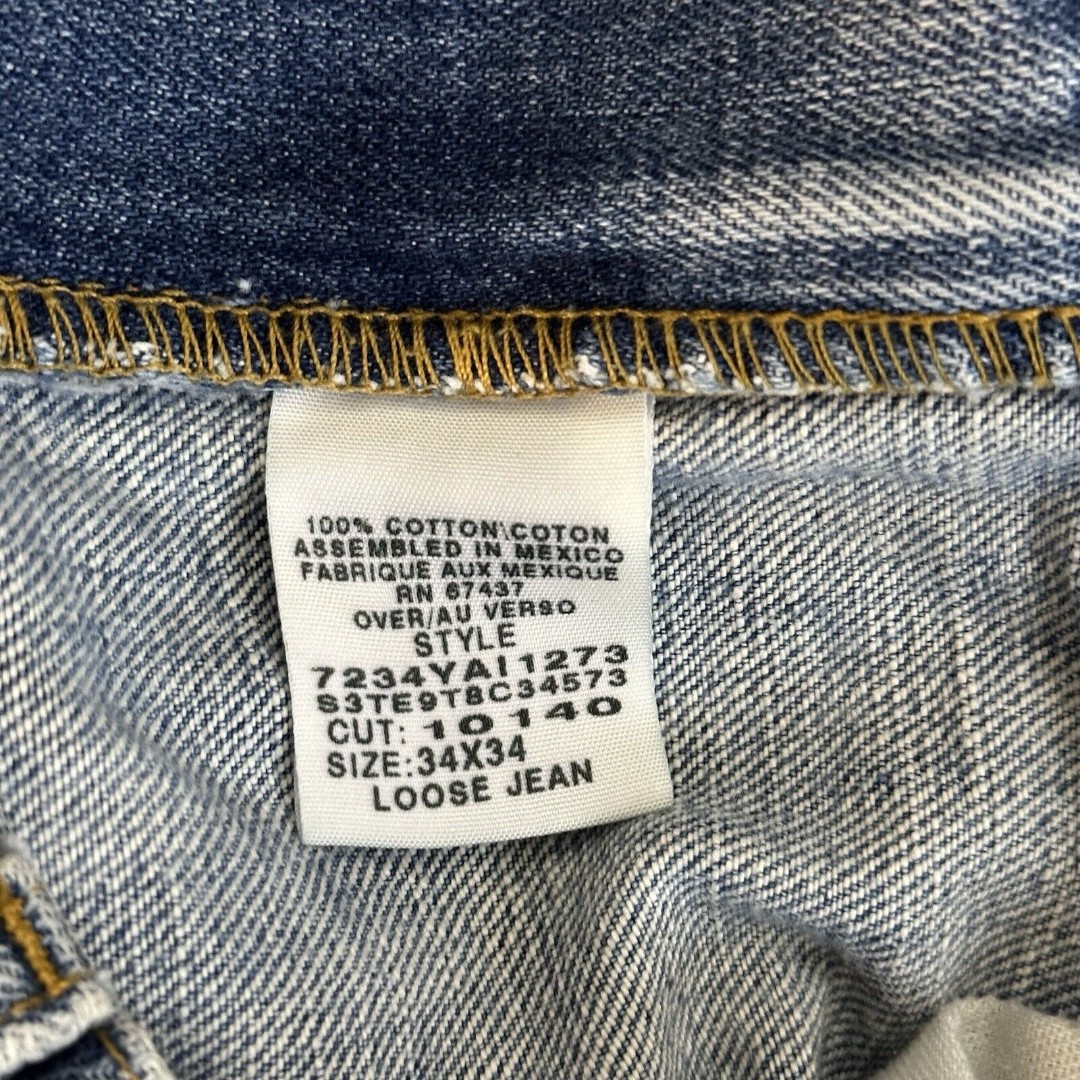 100% COTTON\COTON
ASSEMBLED IN MEXICO
FABRIQUE AUX MEXIQUE
RN 67437
OVER/AU VERSO
STYLE
7234YAI1273
S3TE9T8C34573
CUT: 10140
SIZE:34X34
LOOSE JEAN